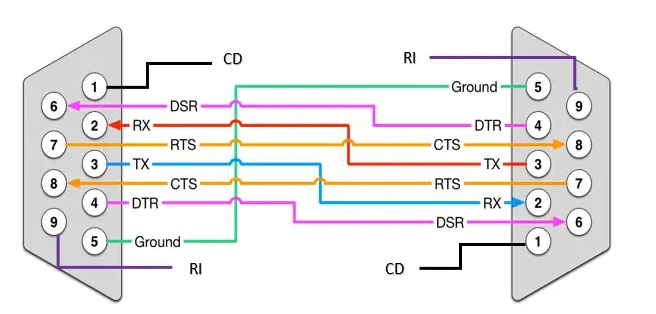 CD
RI
1
Ground
5
6
DSR
9
2
RX
DTR
4
7
RTS
CTS
8
3
TX
TX
3
8
CTS
RTS
7
4
DTR
RX
2
9
DSR
6
5
Ground
1
RI
CD